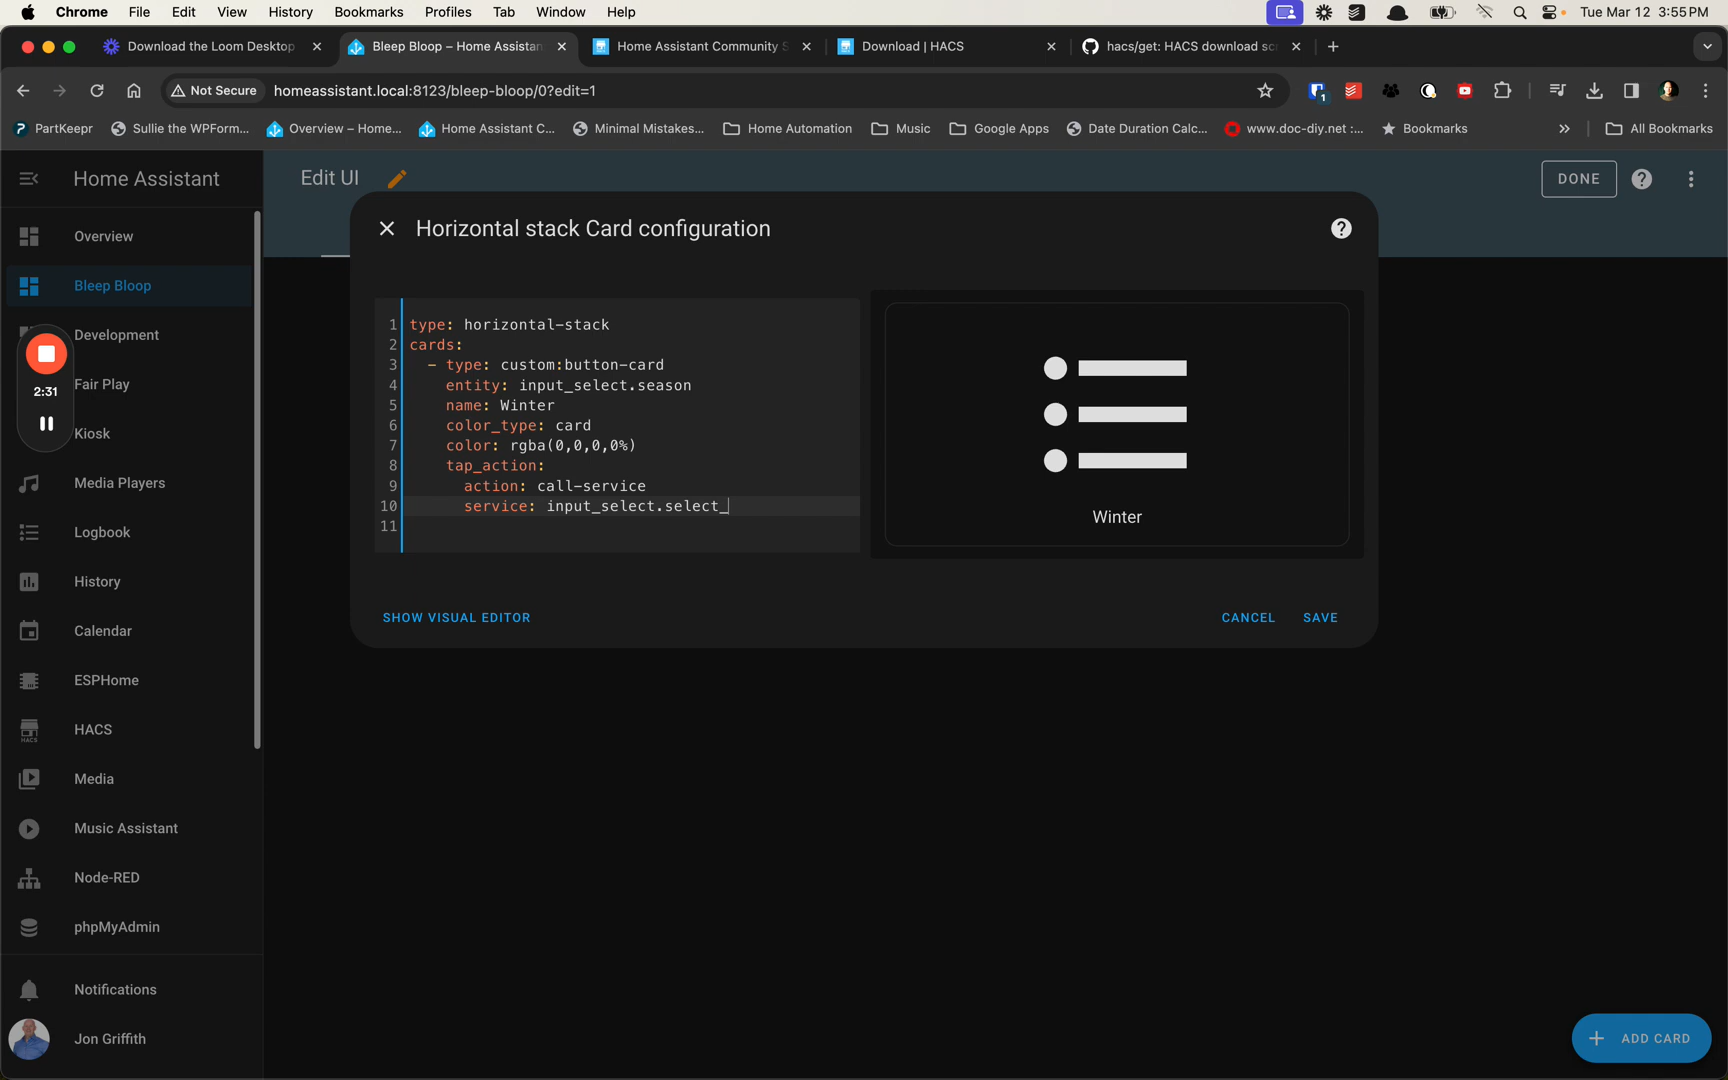 Chrome File Edit View History Bookmarks Profiles Tab Window Help Tue Mar 12 3:55 PM
Download the Loom Desktop
Bleep Bloop – Home Assistan
Home Assistant Community S
Download | HACS
hacs/get: HACS download scr
Not Secure homeassistant.local:8123/bleep-bloop/0?edit=1
1
PartKeepr Sullie the WPForm... Overview – Home... Home Assistant C... Minimal Mistakes... Home Automation Music Google Apps Date Duration Calc... www.doc-diy.net :... Bookmarks » All Bookmarks
Home Assistant
Edit UI
DONE
Overview
Bleep Bloop
Development
2:31
Fair Play
Kiosk
Media Players
Logbook
History
Calendar
ESPHome
HACS
HACS
Media
Music Assistant
Node-RED
phpMyAdmin
Notifications
Jon Griffith
Horizontal stack Card configuration
1 type: horizontal-stack
2 cards:
3 - type: custom:button-card
4 entity: input_select.season
5 name: Winter
6 color_type: card
7 color: rgba(0,0,0,0%)
8 tap_action:
9 action: call-service
10 service: input_select.select_
11
Winter
SHOW VISUAL EDITOR
CANCEL
SAVE
ADD CARD